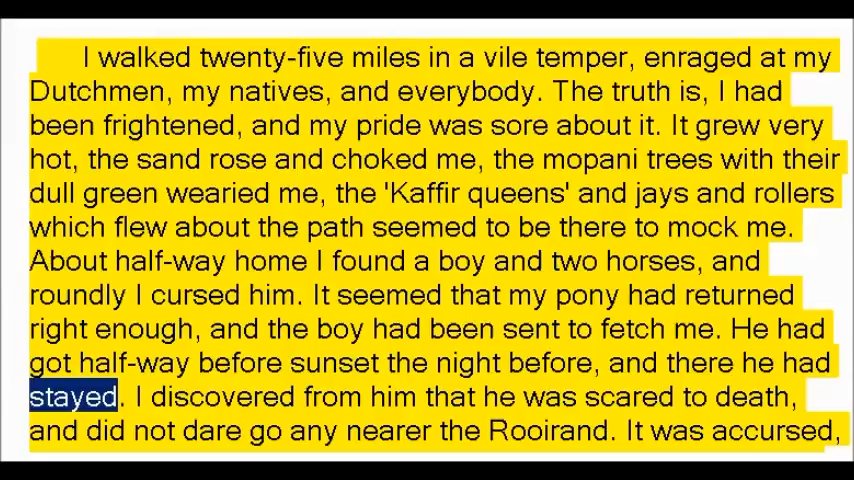 I walked twenty-five miles in a vile temper, enraged at my
Dutchmen, my natives, and everybody. The truth is, I had
been frightened, and my pride was sore about it. It grew very
hot, the sand rose and choked me, the mopani trees with their
dull green wearied me, the 'Kaffir queens' and jays and rollers
which flew about the path seemed to be there to mock me.
About half-way home I found a boy and two horses, and
roundly I cursed him. It seemed that my pony had returned
right enough, and the boy had been sent to fetch me. He had
got half-way before sunset the night before, and there he had
stayed. I discovered from him that he was scared to death,
and did not dare go any nearer the Rooirand. It was accursed,